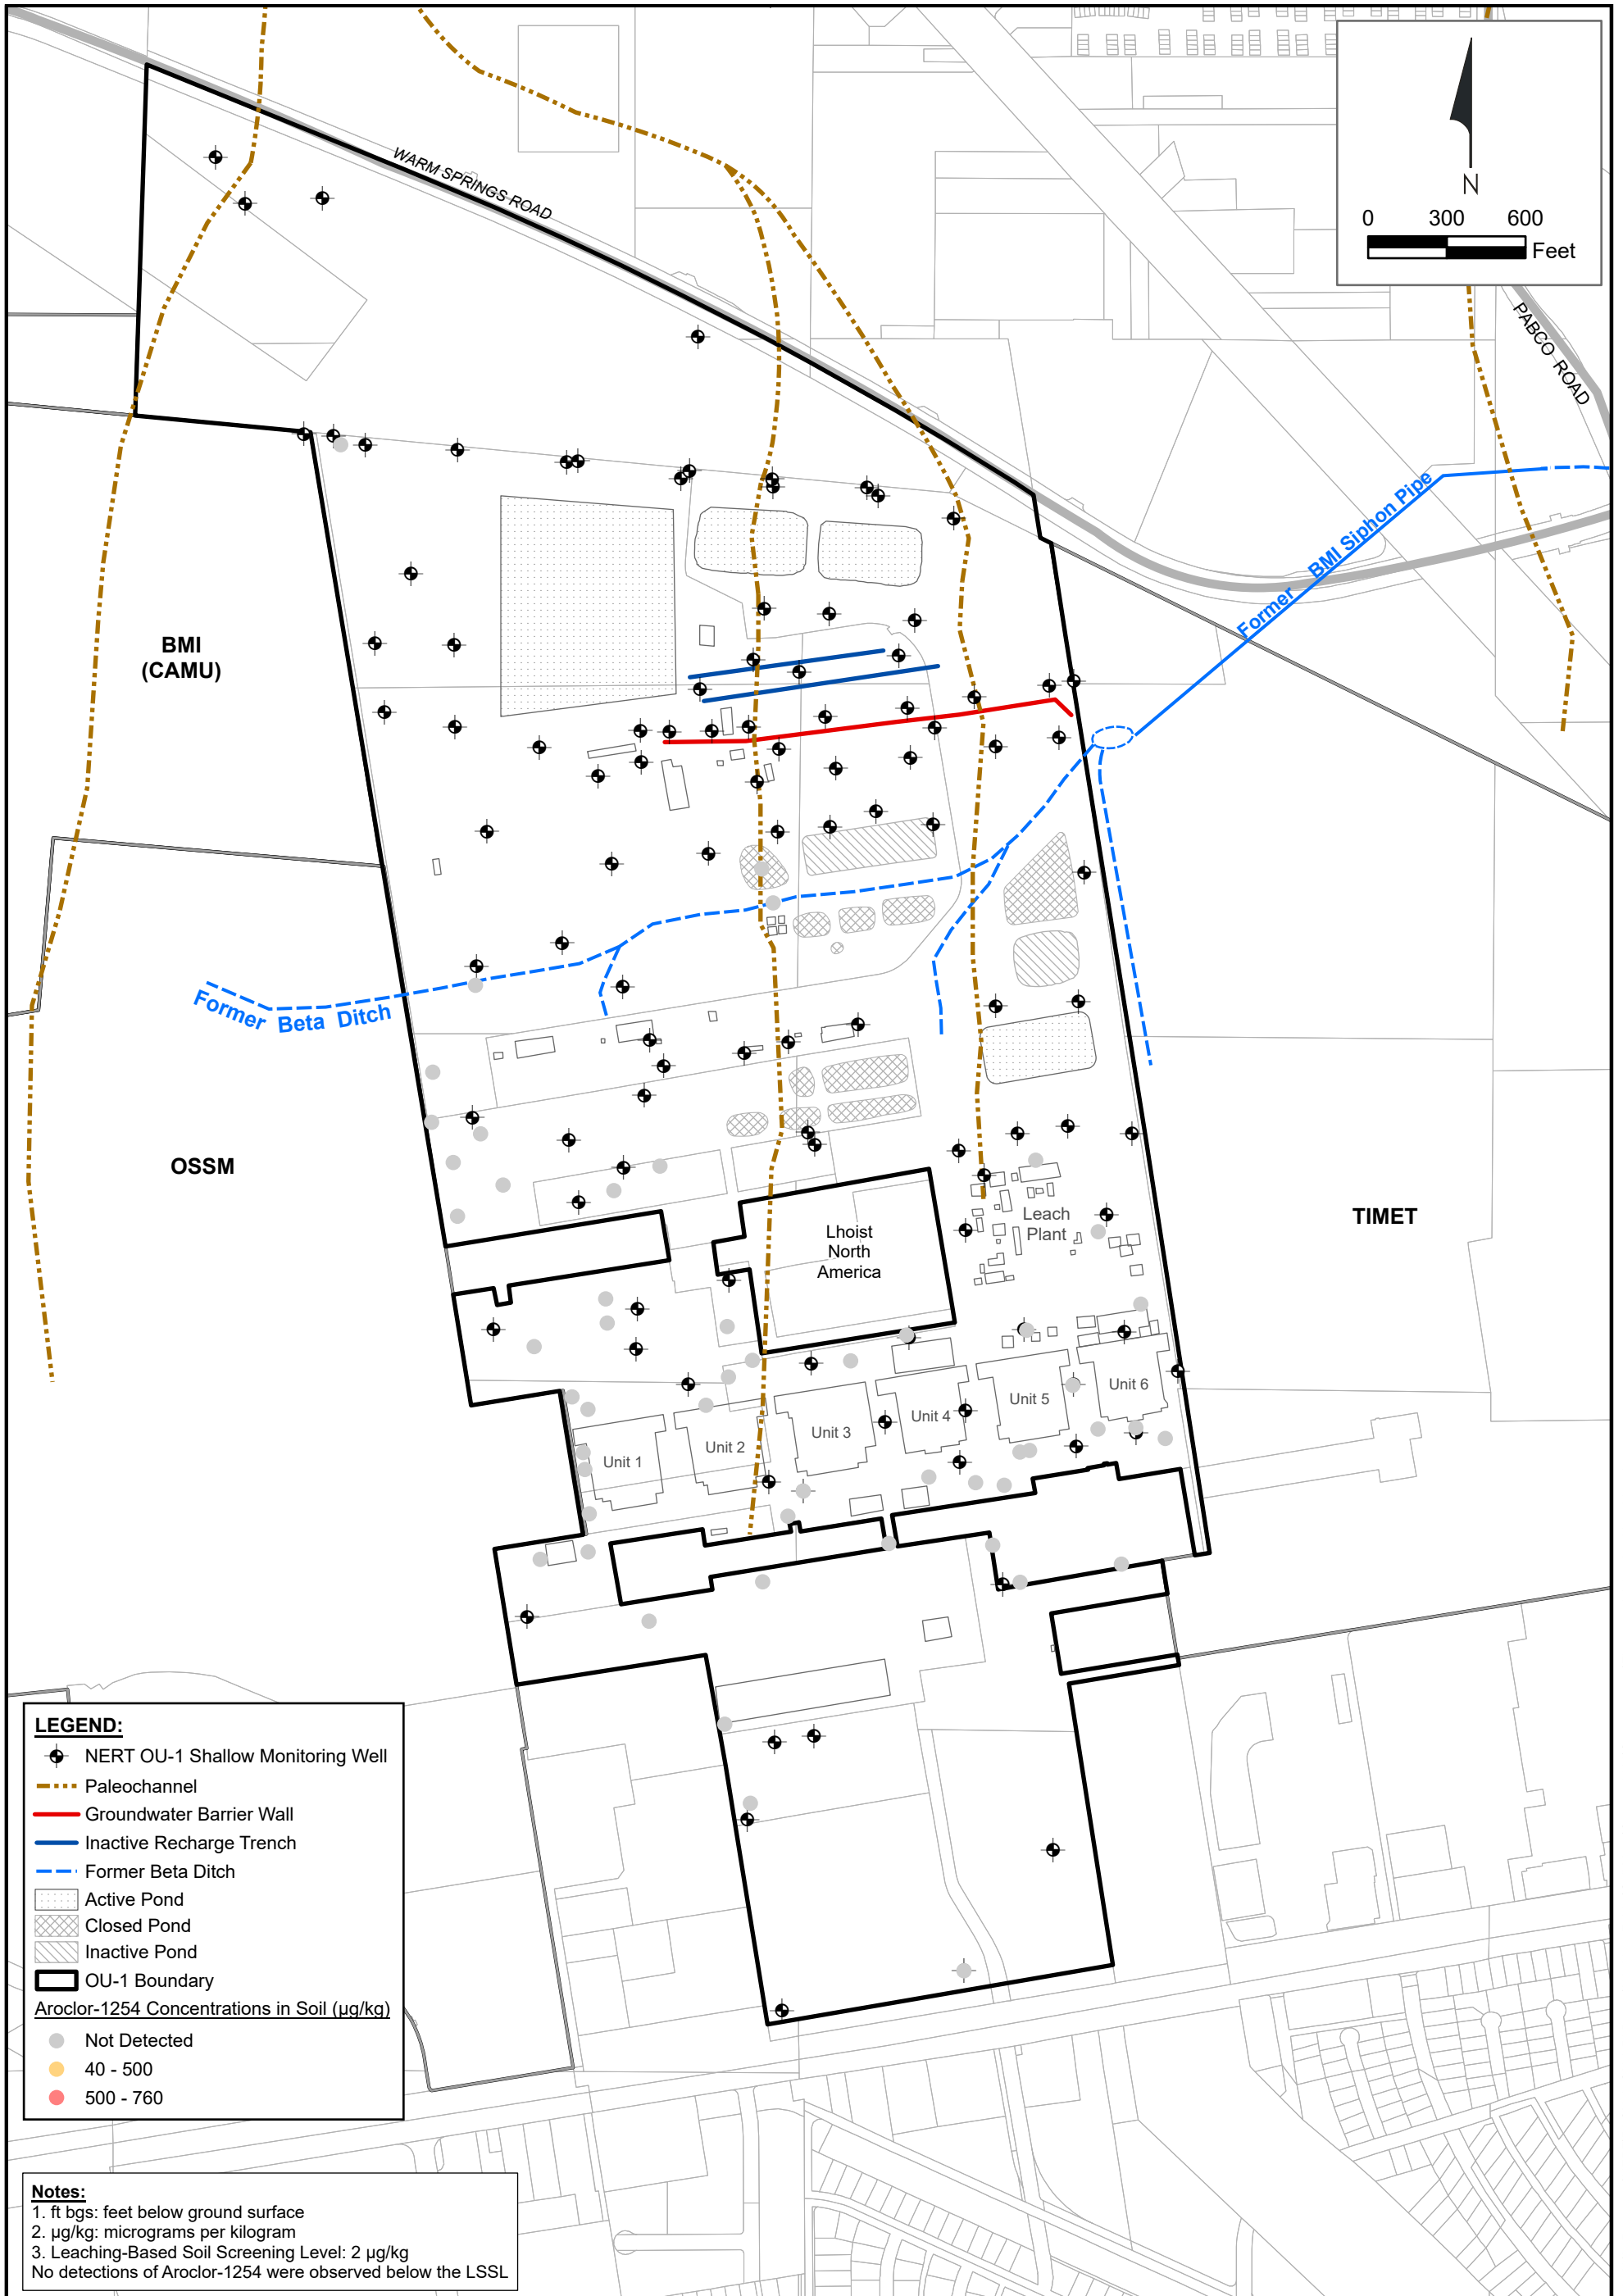 WARM SPRINGS ROAD
N
0 300 600
Feet
PABCO ROAD
Former BMI Siphon Pipe
BMI
(CAMU)
Former Beta Ditch
OSSM
TIMET
Lhoist
North
America
Leach
Plant
Unit 1
Unit 2
Unit 3
Unit 4
Unit 5
Unit 6
LEGEND:
NERT OU-1 Shallow Monitoring Well
Paleochannel
Groundwater Barrier Wall
Inactive Recharge Trench
Former Beta Ditch
Active Pond
Closed Pond
Inactive Pond
OU-1 Boundary
Aroclor-1254 Concentrations in Soil (µg/kg)
Not Detected
40 - 500
500 - 760
Notes:
1. ft bgs: feet below ground surface
2. µg/kg: micrograms per kilogram
3. Leaching-Based Soil Screening Level: 2 µg/kg
No detections of Aroclor-1254 were observed below the LSSL